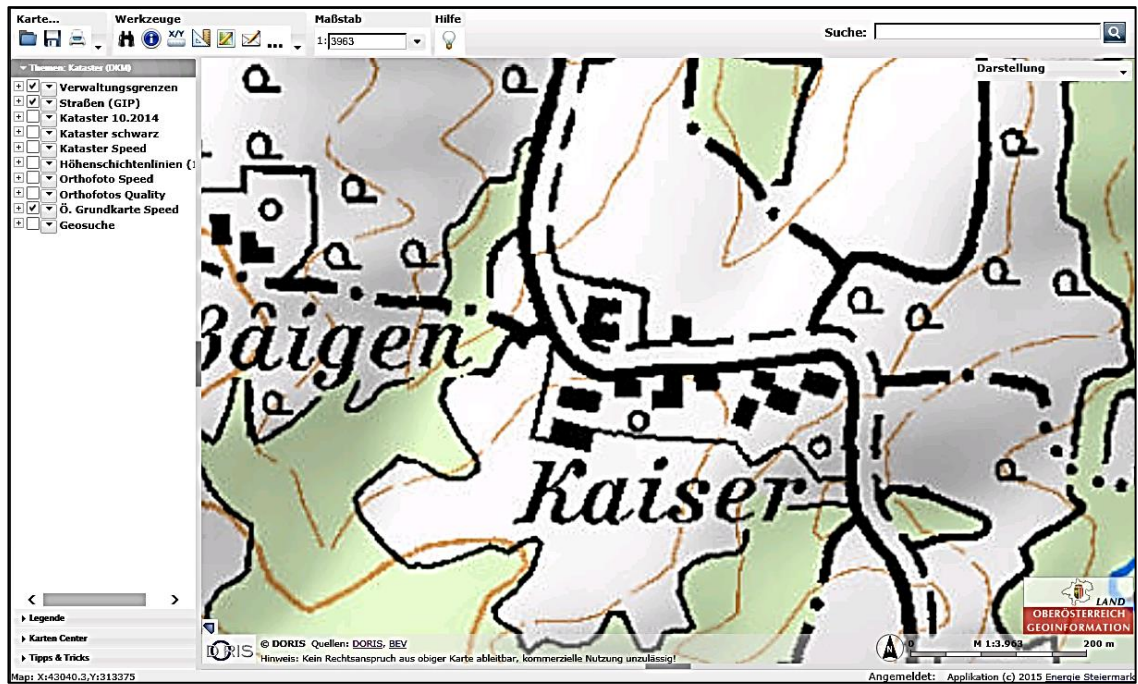 Karte... Werkzeuge Maßstab Hilfe
X/Y ... 1: 3963
Suche:
Themen: Kataster (DKM)
Verwaltungsgrenzen
Straßen (GIP)
Kataster 10.2014
Kataster schwarz
Kataster Speed
Höhenschichtenlinien (1
Orthofoto Speed
Orthofotos Quality
Ö. Grundkarte Speed
Geosuche
Legende
Karten Center
Tipps & Tricks
Darstellung
Kaiser
LAND
OBERÖSTERREICH
GEOINFORMATION
DORIS © DORIS Quellen: DORIS, BEV
Hinweis: Kein Rechtsanspruch aus obiger Karte ableitbar, kommerzielle Nutzung unzulässig!
N 0 M 1:3.963 200 m
Map: X:43040.3,Y:313375
Angemeldet: Applikation (c) 2015 Energie Steiermark